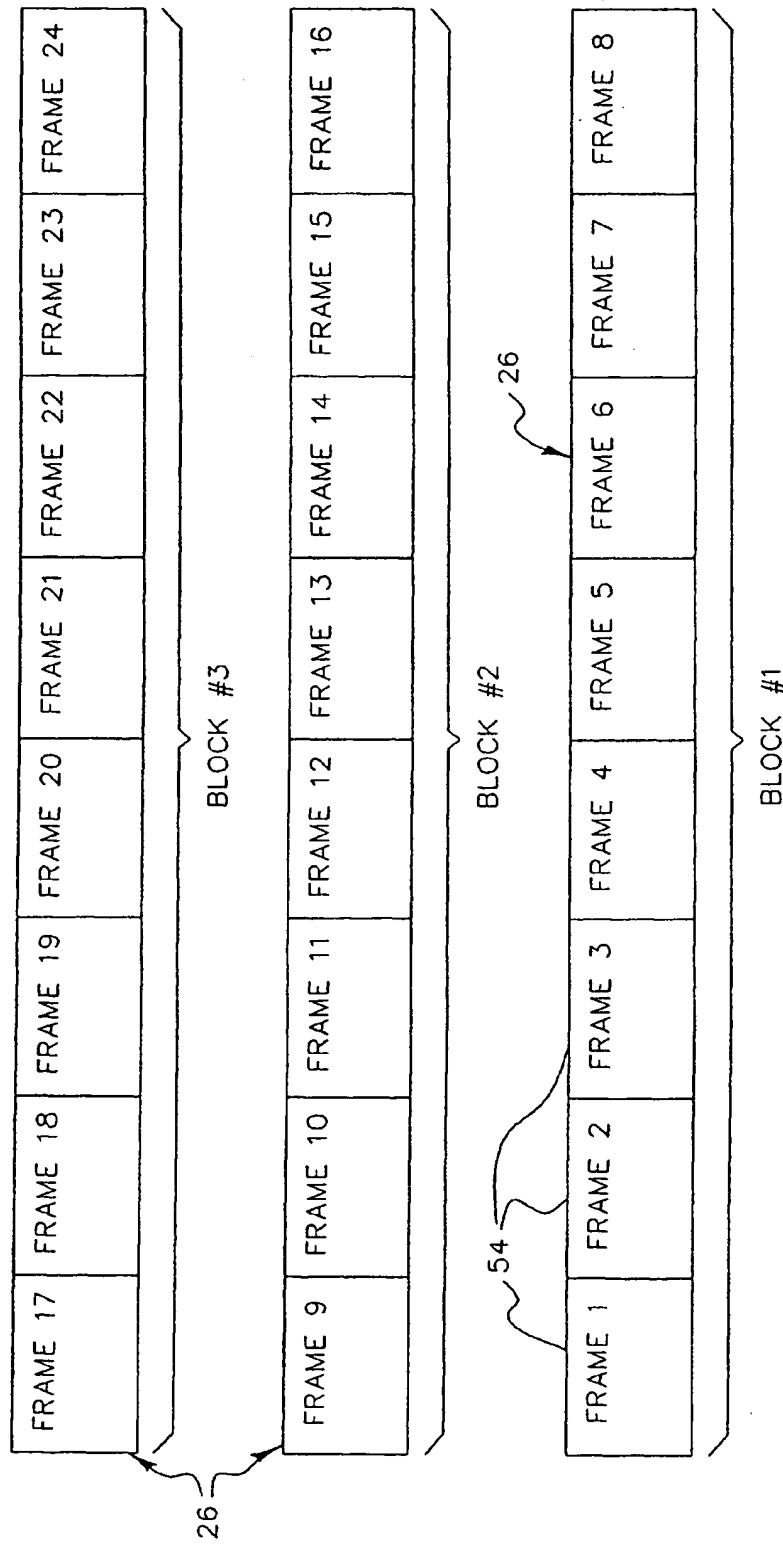 FRAME 17 FRAME 18 FRAME 19 FRAME 20 FRAME 21 FRAME 22 FRAME 23 FRAME 24
26
BLOCK #3
FRAME 9 FRAME 10 FRAME 11 FRAME 12 FRAME 13 FRAME 14 FRAME 15 FRAME 16
BLOCK #2
54
26
FRAME 1 FRAME 2 FRAME 3 FRAME 4 FRAME 5 FRAME 6 FRAME 7 FRAME 8
BLOCK #1